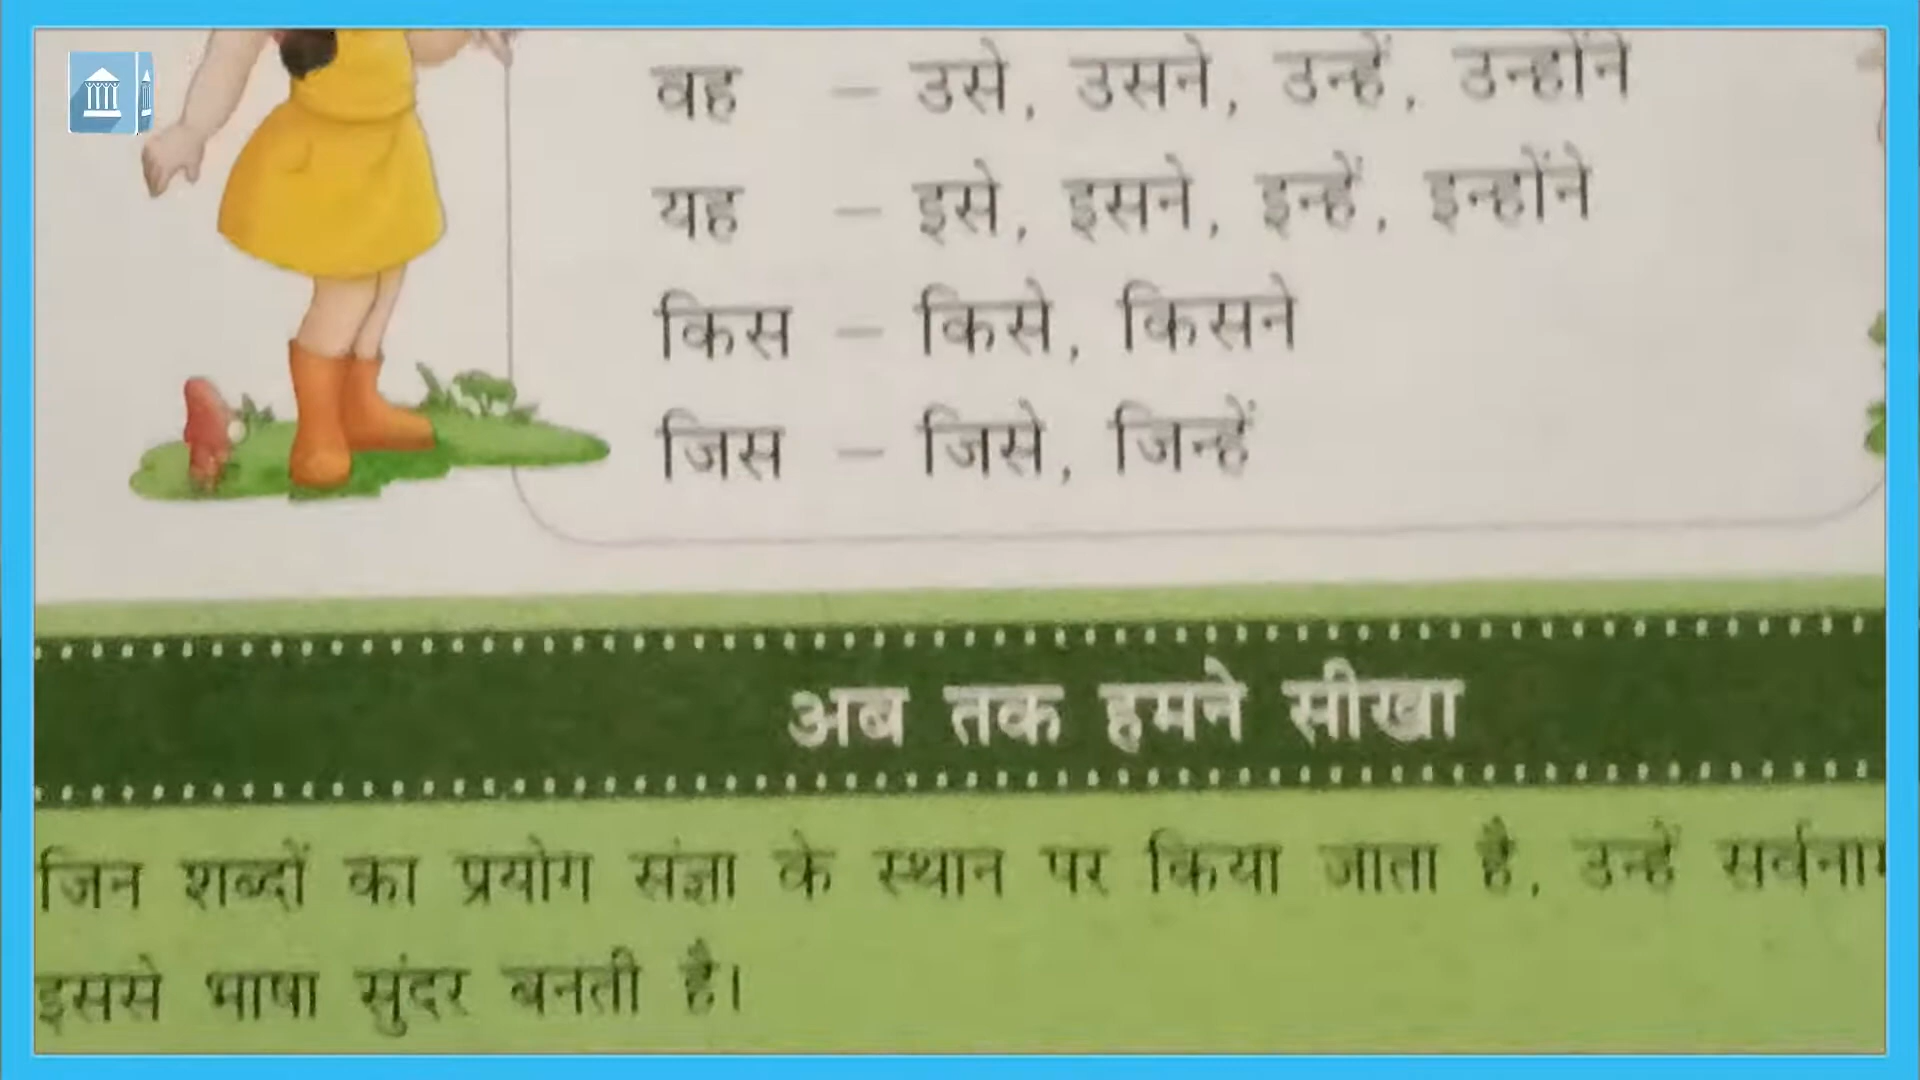 वह – उसे, उसने, उन्हें, उन्होंने
यह – इसे, इसने, इन्हें, इन्होंने
किस – किसे, किसने
जिस – जिसे, जिन्हें
अब तक हमने सीखा
जिन शब्दों का प्रयोग संज्ञा के स्थान पर किया जाता है, उन्हें
इससे भाषा सुंदर बनती है।